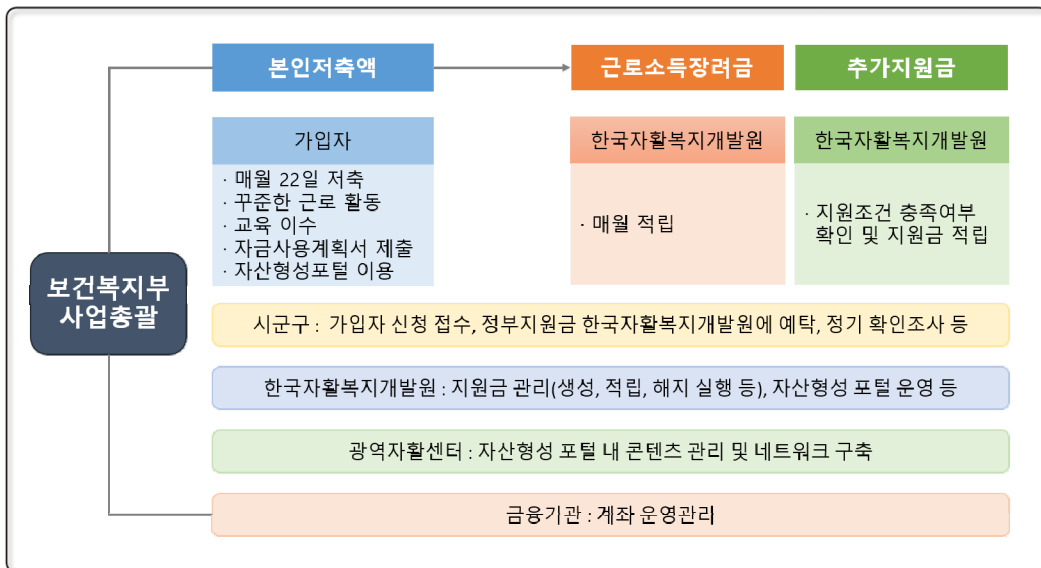 본인저축액
근로소득장려금
추가지원금
가입자
· 매월 22일 저축
· 꾸준한 근로 활동
· 교육 이수
· 자금사용계획서 제출
· 자산형성포털 이용
한국자활복지개발원
· 매월 적립
한국자활복지개발원
· 지원조건 충족여부
확인 및 지원금 적립
보건복지부
사업총괄
시군구 : 가입자 신청 접수, 정부지원금 한국자활복지개발원에 예탁, 정기 확인조사 등
한국자활복지개발원 : 지원금 관리(생성, 적립, 해지 실행 등), 자산형성 포털 운영 등
광역자활센터 : 자산형성 포털 내 콘텐츠 관리 및 네트워크 구축
금융기관 : 계좌 운영관리